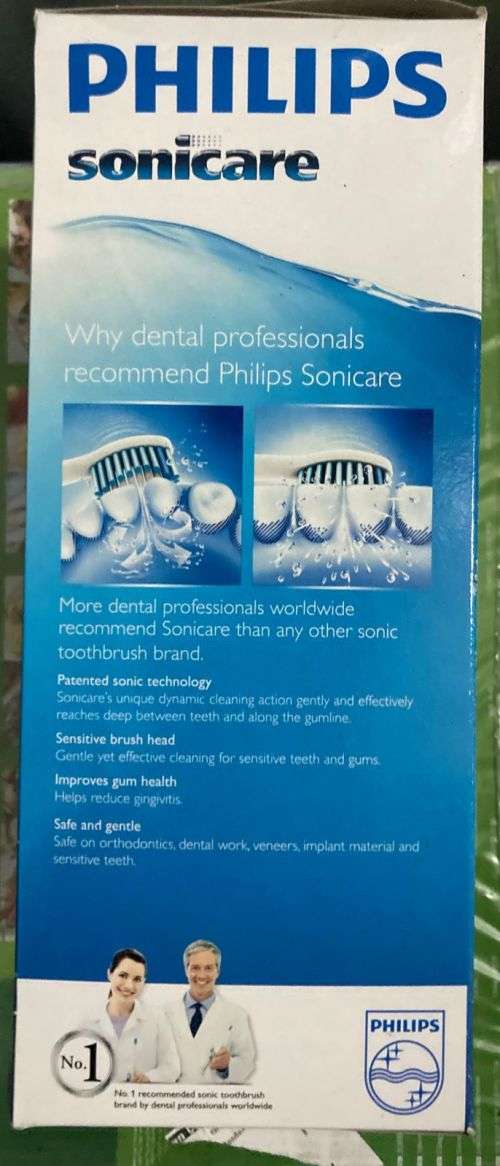 PHILIPS
sonicare
Why dental professionals
recommend Philips Sonicare
More dental professionals worldwide
recommend Sonicare than any other sonic
toothbrush brand.
Patented sonic technology
Sonicare's unique dynamic cleaning action gently and effectively
reaches deep between teeth and along the gumline.
Sensitive brush head
Gentle yet effective cleaning for sensitive teeth and gums.
Improves gum health
Helps reduce gingivitis.
Safe and gentle
Safe on orthodontics, dental work, veneers, implant material and
sensitive teeth.
No.1
No. 1 recommended sonic toothbrush
brand by dental professionals worldwide
PHILIPS